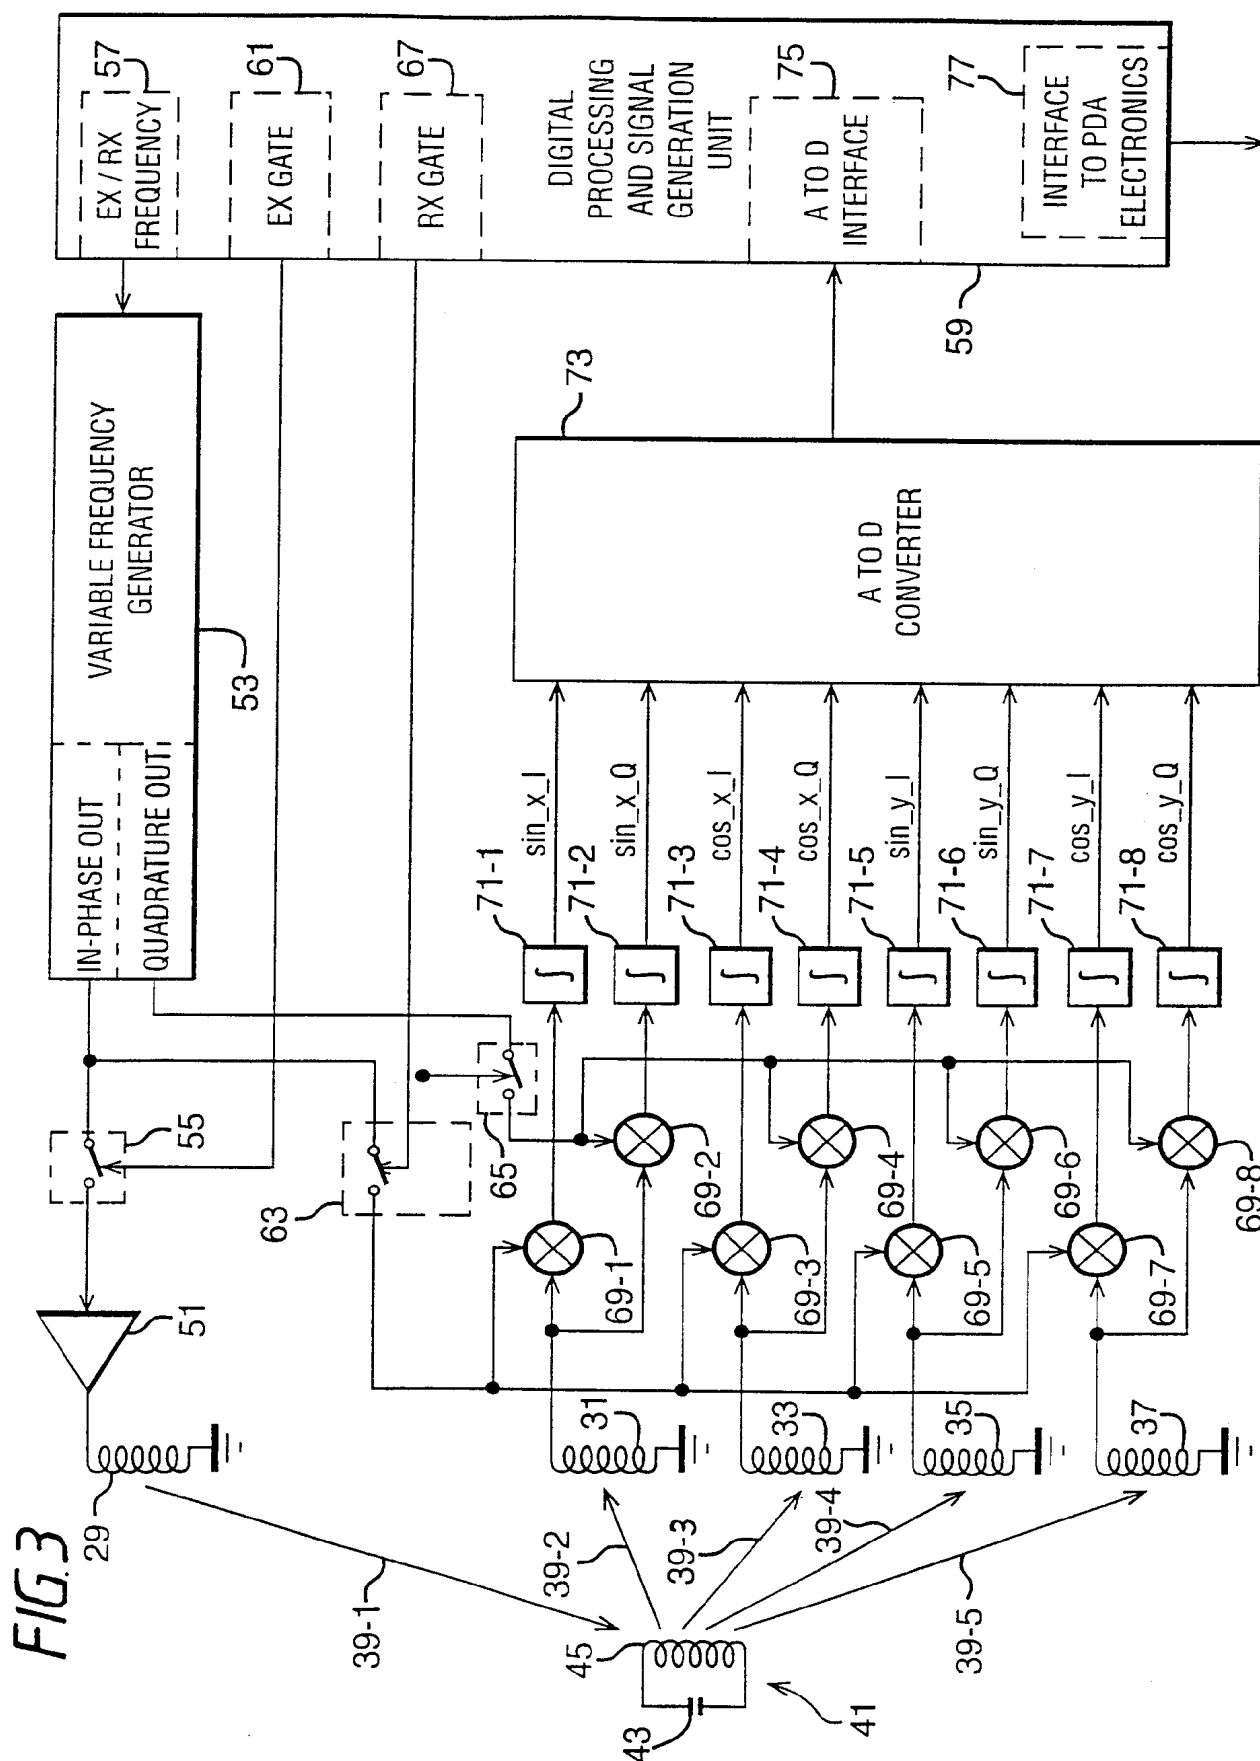 FIG. 3
29
51
55
IN-PHASE OUT
QUADRATURE OUT
VARIABLE FREQUENCY
GENERATOR
53
EX / RX
FREQUENCY
57
EX GATE
61
RX GATE
67
DIGITAL
PROCESSING
AND SIGNAL
GENERATION
UNIT
A TO D
INTERFACE
75
INTERFACE
TO PDA
ELECTRONICS
77
59
63
65
39-1
39-2
39-3
39-4
39-5
45
43
41
31
33
35
37
69-1
69-2
69-3
69-4
69-5
69-6
69-7
69-8
71-1
71-2
71-3
71-4
71-5
71-6
71-7
71-8
∫
∫
∫
∫
∫
∫
∫
∫
sin_x_I
sin_x_Q
cos_x_I
cos_x_Q
sin_y_I
sin_y_Q
cos_y_I
cos_y_Q
A TO D
CONVERTER
73